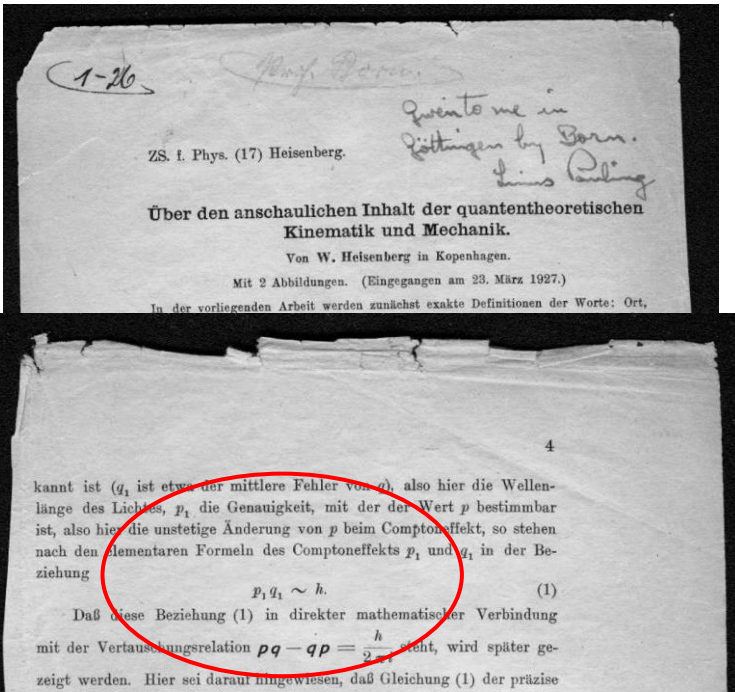 1-26
Prof. Born.
Given to me in
Göttingen by Born.
Linus Pauling
ZS. f. Phys. (17) Heisenberg.
Über den anschaulichen Inhalt der quantentheoretischen
Kinematik und Mechanik.
Von W. Heisenberg in Kopenhagen.
Mit 2 Abbildungen. (Eingegangen am 23. März 1927.)
In der vorliegenden Arbeit werden zunächst exakte Definitionen der Worte: Ort,
4
kannt ist (q₁ ist etwa der mittlere Fehler von q), also hier die Wellen-
länge des Lichtes, p₁ die Genauigkeit, mit der der Wert p bestimmbar
ist, also hier die unstetige Änderung von p beim Comptoneffekt, so stehen
nach den elementaren Formeln des Comptoneffekts p₁ und q₁ in der Be-
ziehung
p₁ q₁ ∼ h. (1)
Daß diese Beziehung (1) in direkter mathematischer Verbindung
mit der Vertauschungsrelation pq − qp = h/2πi steht, wird später ge-
zeigt werden. Hier sei darauf hingewiesen, daß Gleichung (1) der präzise